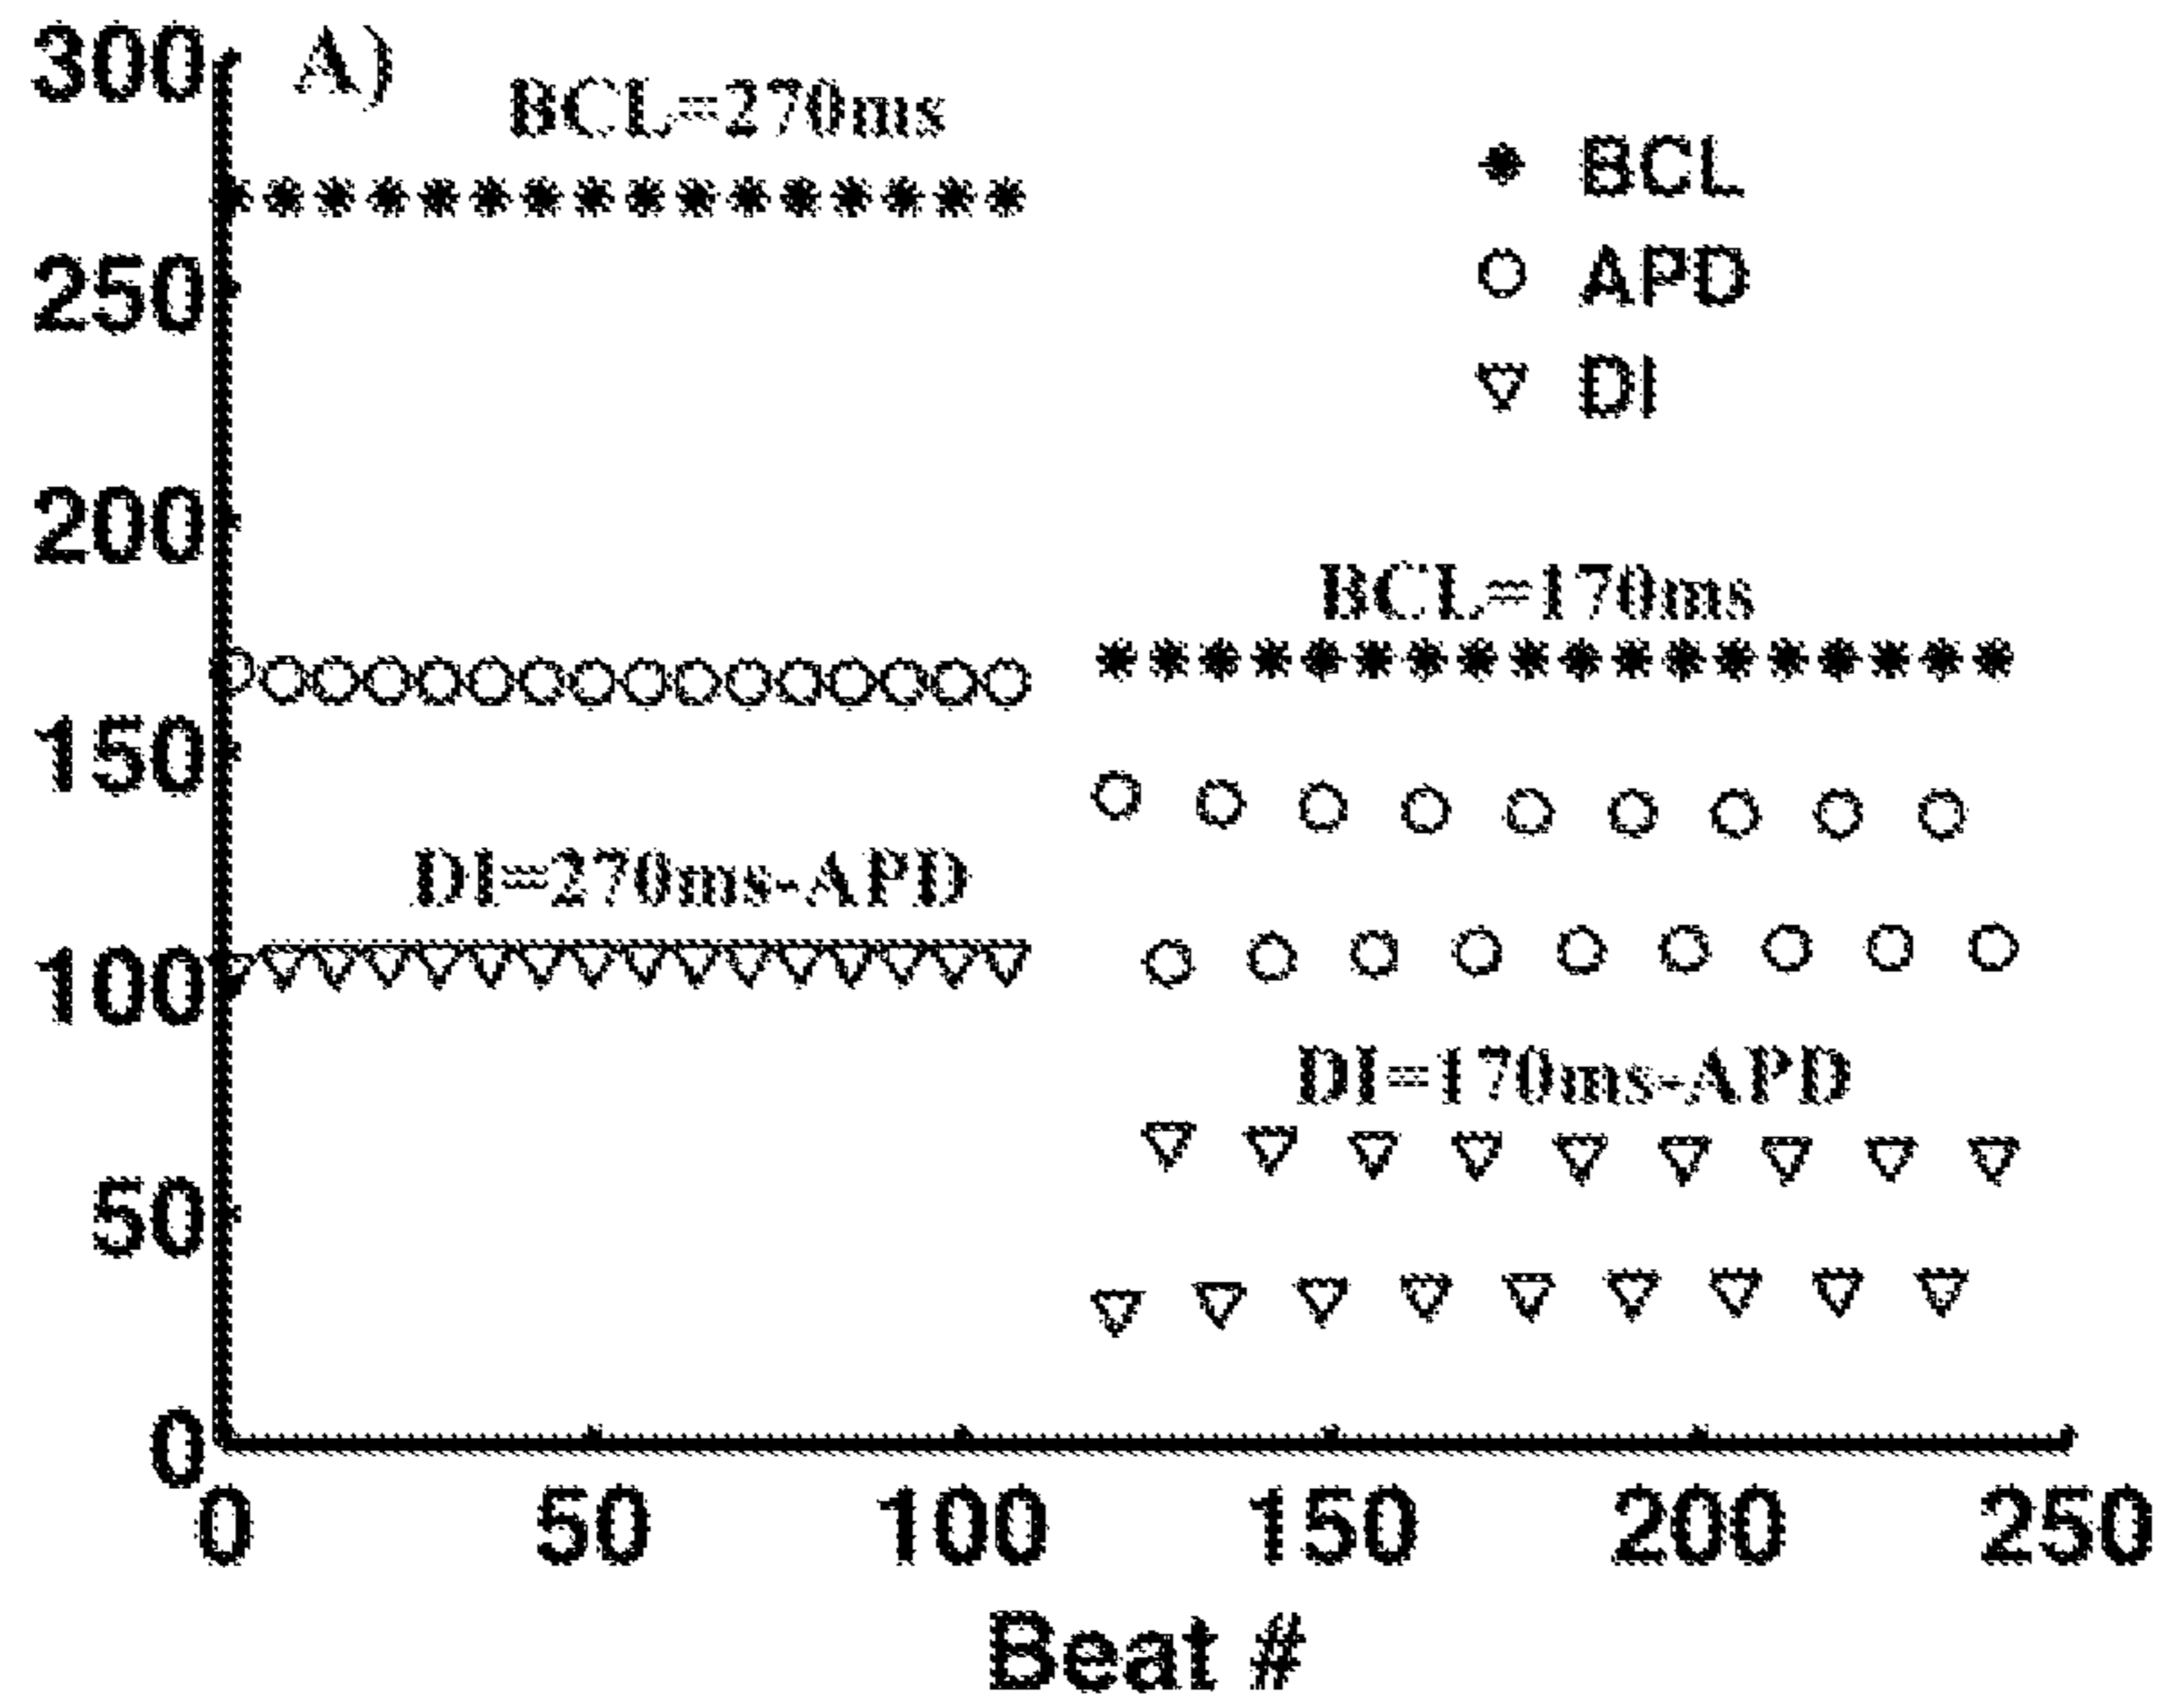 A)
BCL=270ms
BCL
APD
DI
BCL=170ms
DI=270ms-APD
DI=170ms-APD
300
250
200
150
100
50
0
0 50 100 150 200 250
Beat #